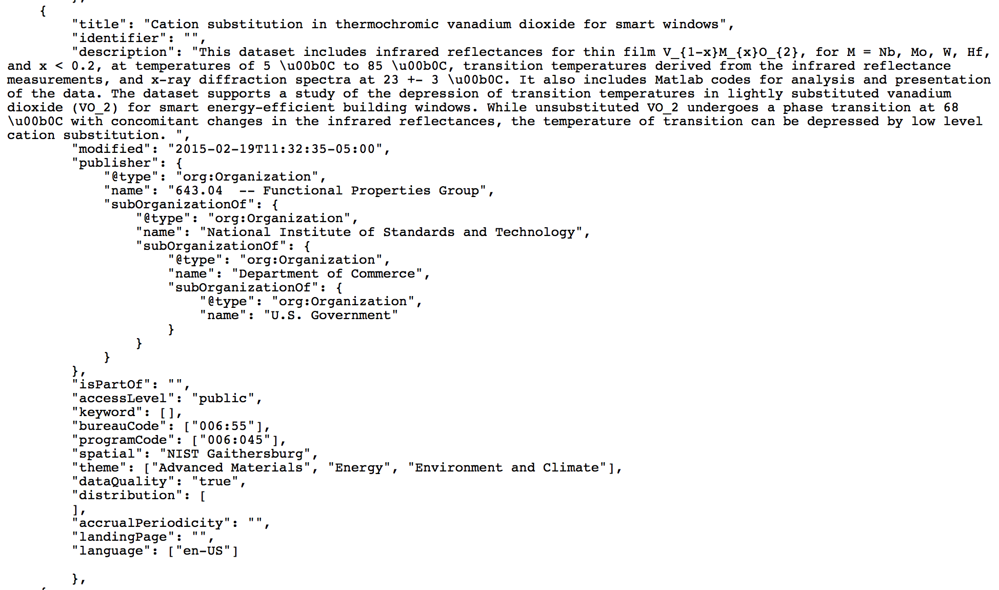 },
{
"title": "Cation substitution in thermochromic vanadium dioxide for smart windows",
"identifier": "",
"description": "This dataset includes infrared reflectances for thin film V_{1-x}M_{x}O_{2}, for M = Nb, Mo, W, Hf,
and x < 0.2, at temperatures of 5 \u00b0C to 85 \u00b0C, transition temperatures derived from the infrared reflectance
measurements, and x-ray diffraction spectra at 23 +- 3 \u00b0C. It also includes Matlab codes for analysis and presentation
of the data. The dataset supports a study of the depression of transition temperatures in lightly substituted vanadium
dioxide (VO_2) for smart energy-efficient building windows. While unsubstituted VO_2 undergoes a phase transition at 68
\u00b0C with concomitant changes in the infrared reflectances, the temperature of transition can be depressed by low level
cation substitution. ",
"modified": "2015-02-19T11:32:35-05:00",
"publisher": {
"@type": "org:Organization",
"name": "643.04  -- Functional Properties Group",
"subOrganizationOf": {
"@type": "org:Organization",
"name": "National Institute of Standards and Technology",
"subOrganizationOf": {
"@type": "org:Organization",
"name": "Department of Commerce",
"subOrganizationOf": {
"@type": "org:Organization",
"name": "U.S. Government"
}
}
}
},
"isPartOf": "",
"accessLevel": "public",
"keyword": [],
"bureauCode": ["006:55"],
"programCode": ["006:045"],
"spatial": "NIST Gaithersburg",
"theme": ["Advanced Materials", "Energy", "Environment and Climate"],
"dataQuality": "true",
"distribution": [
],
"accrualPeriodicity": "",
"landingPage": "",
"language": ["en-US"]
},
{